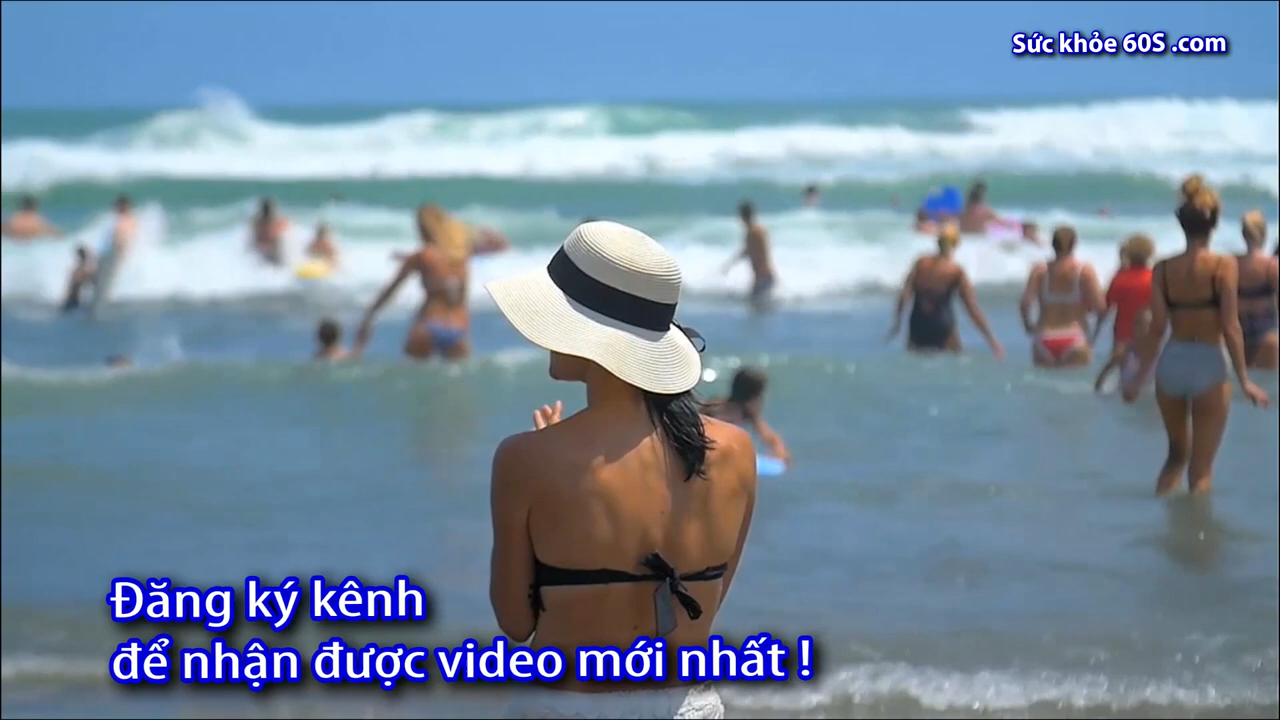 Sức khỏe 60S .com
Đăng ký kênh
để nhận được video mới nhất !